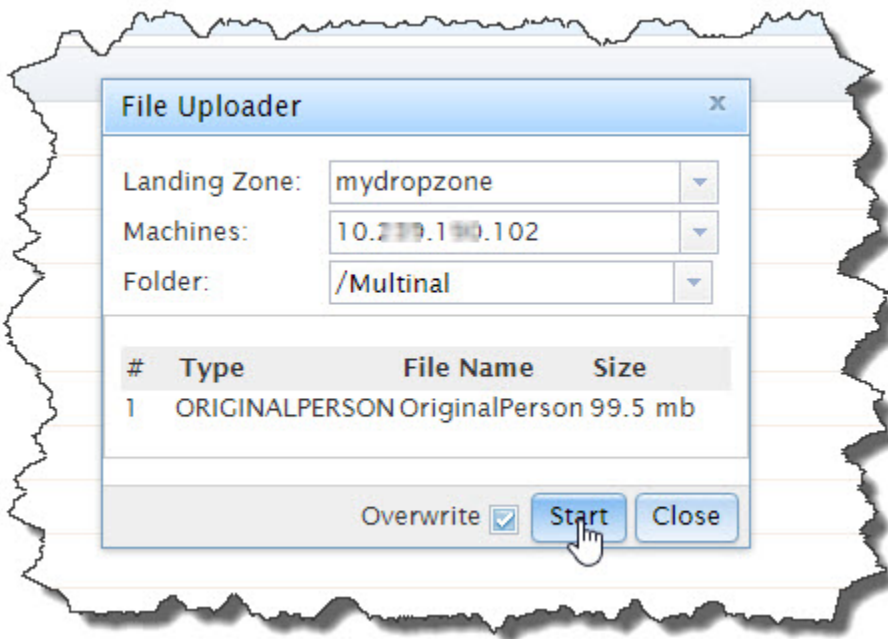 File Uploader x
Landing Zone: mydropzone
Machines:
Folder: /Multinal
# Type File Name Size
1 ORIGINALPERSON OriginalPerson 99.5 mb
Overwrite Start Close